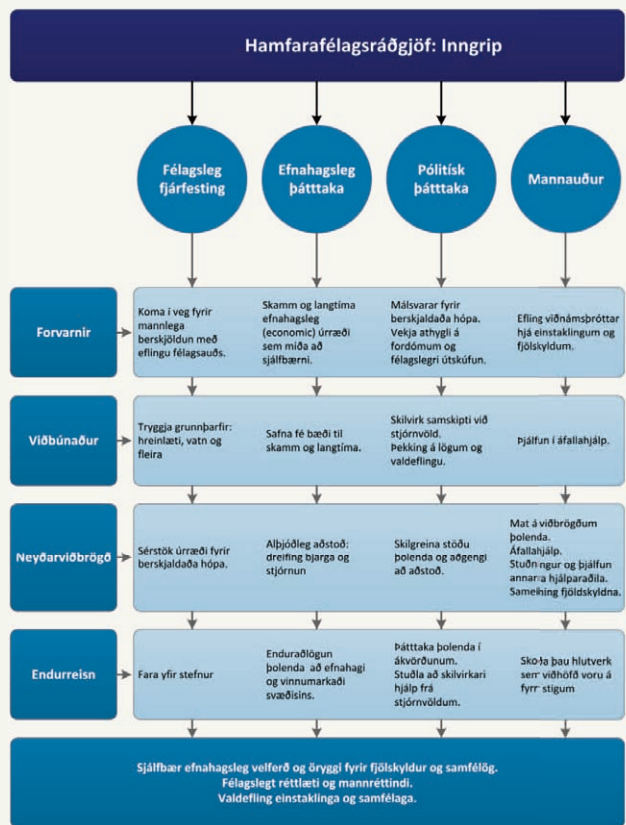 Hamfarafélagsráðgjöf: Inngrip
Félagsleg
fjárfesting
Efnahagsleg
þátttaka
Pólitísk
þátttaka
Mannauður
Forvarnir
Koma í veg fyrir
mannlega
berskjöldun með
eflingu félagsauðs.
Skamm og langtíma
efnahagsleg
(economic) úrræði
sem miða að
sjálfbærni.
Málsvarar fyrir
berskjaldaða hópa.
Vekja athygli á
fordómum og
félagslegri útskúfun.
Efling viðnámsþróttar
hjá einstaklingum og
fjölskyldum.
Viðbúnaður
Tryggja grunnþarfir:
hreinlæti, vatn og
fleira
Safna fé bæði til
skamm og langtíma.
Skilvirk samskipti við
stjórnvöld.
Þekking á lögum og
valdeflingu.
Þjálfun í áfallahjálp.
Neyðarviðbrögð
Sérstök úrræði fyrir
berskjaldaða hópa.
Alþjóðleg aðstoð:
dreifing bjarga og
stjórnun
Skilgreina stöðu
þolenda og aðgengi
að aðstoð.
Mat á viðbrögðum
þolenda.
Áfallahjálp.
Stuðningur og þjálfun
annarra hjálparaðila.
Sameining fjöldskyldna.
Endurreisn
Fara yfir stefnur
Enduraðlögun
þolenda að efnahagi
og vinnumarkaði
svæðisins.
Þátttaka þolenda í
ákvörðunum.
Stuðla að skilvirkari
hjálp frá
stjórnvöldum.
Skoða þau hlutverk
sem viðhöfð voru á
fyrri stigum
Sjálfbær efnahagsleg velferð og öryggi fyrir fjölskyldur og samfélög.
Félagslegt réttlæti og mannréttindi.
Valdefling einstaklinga og samfélaga.